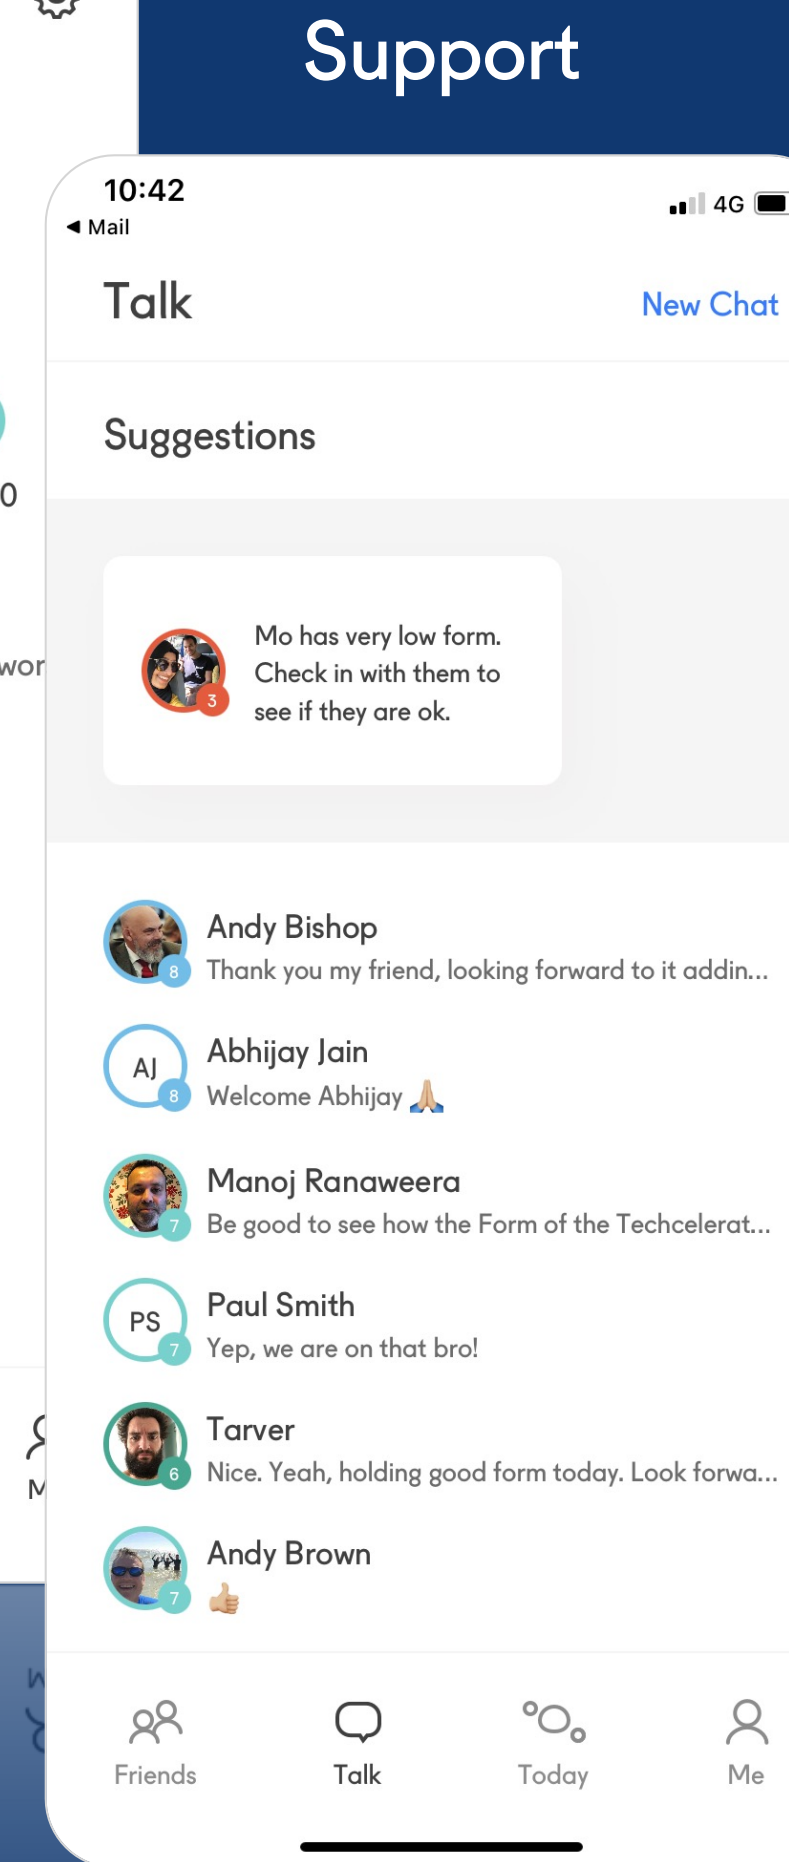 Support
10:42
4G
Mail
Talk
New Chat
Suggestions
0
wor
Mo has very low form.
Check in with them to
see if they are ok.
3
Andy Bishop
8
Thank you my friend, looking forward to it addin...
AJ
Abhijay Jain
8
Welcome Abhijay 🙏🏼
Manoj Ranaweera
7
Be good to see how the Form of the Techcelerat...
PS
Paul Smith
7
Yep, we are on that bro!
Tarver
6
Nice. Yeah, holding good form today. Look forwa...
Andy Brown
7
👍🏼
Friends
Talk
Today
Me